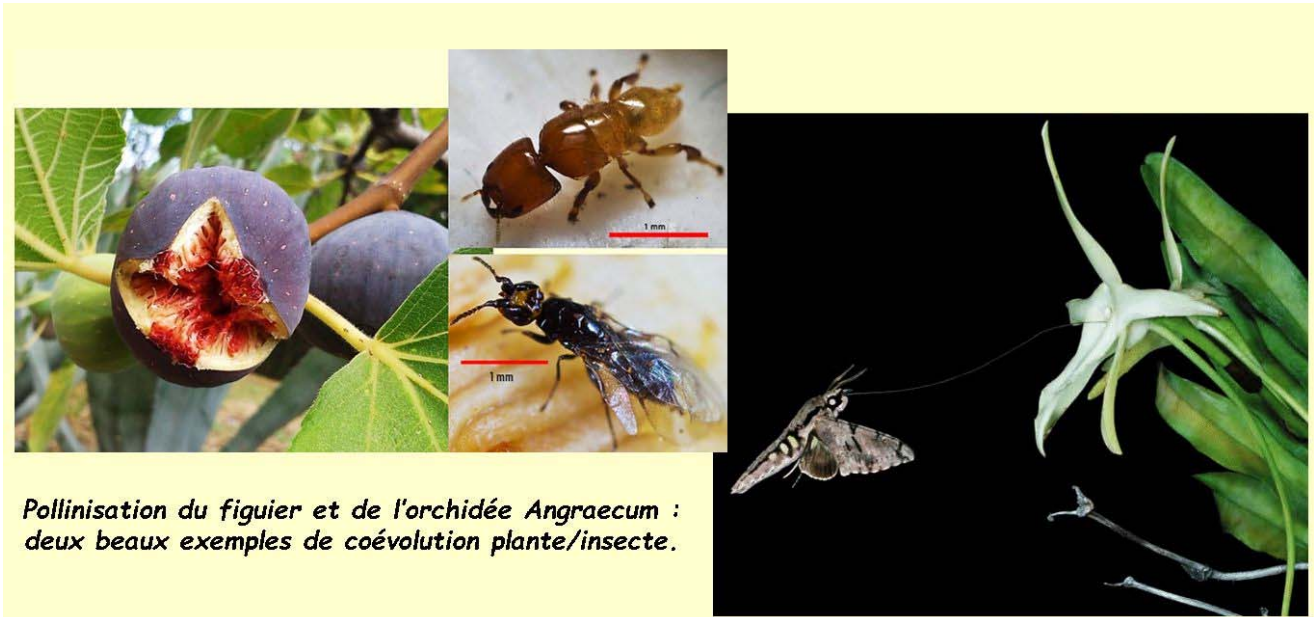 1 mm
1 mm
Pollinisation du figuier et de l'orchidée Angraecum :
deux beaux exemples de coévolution plante/insecte.